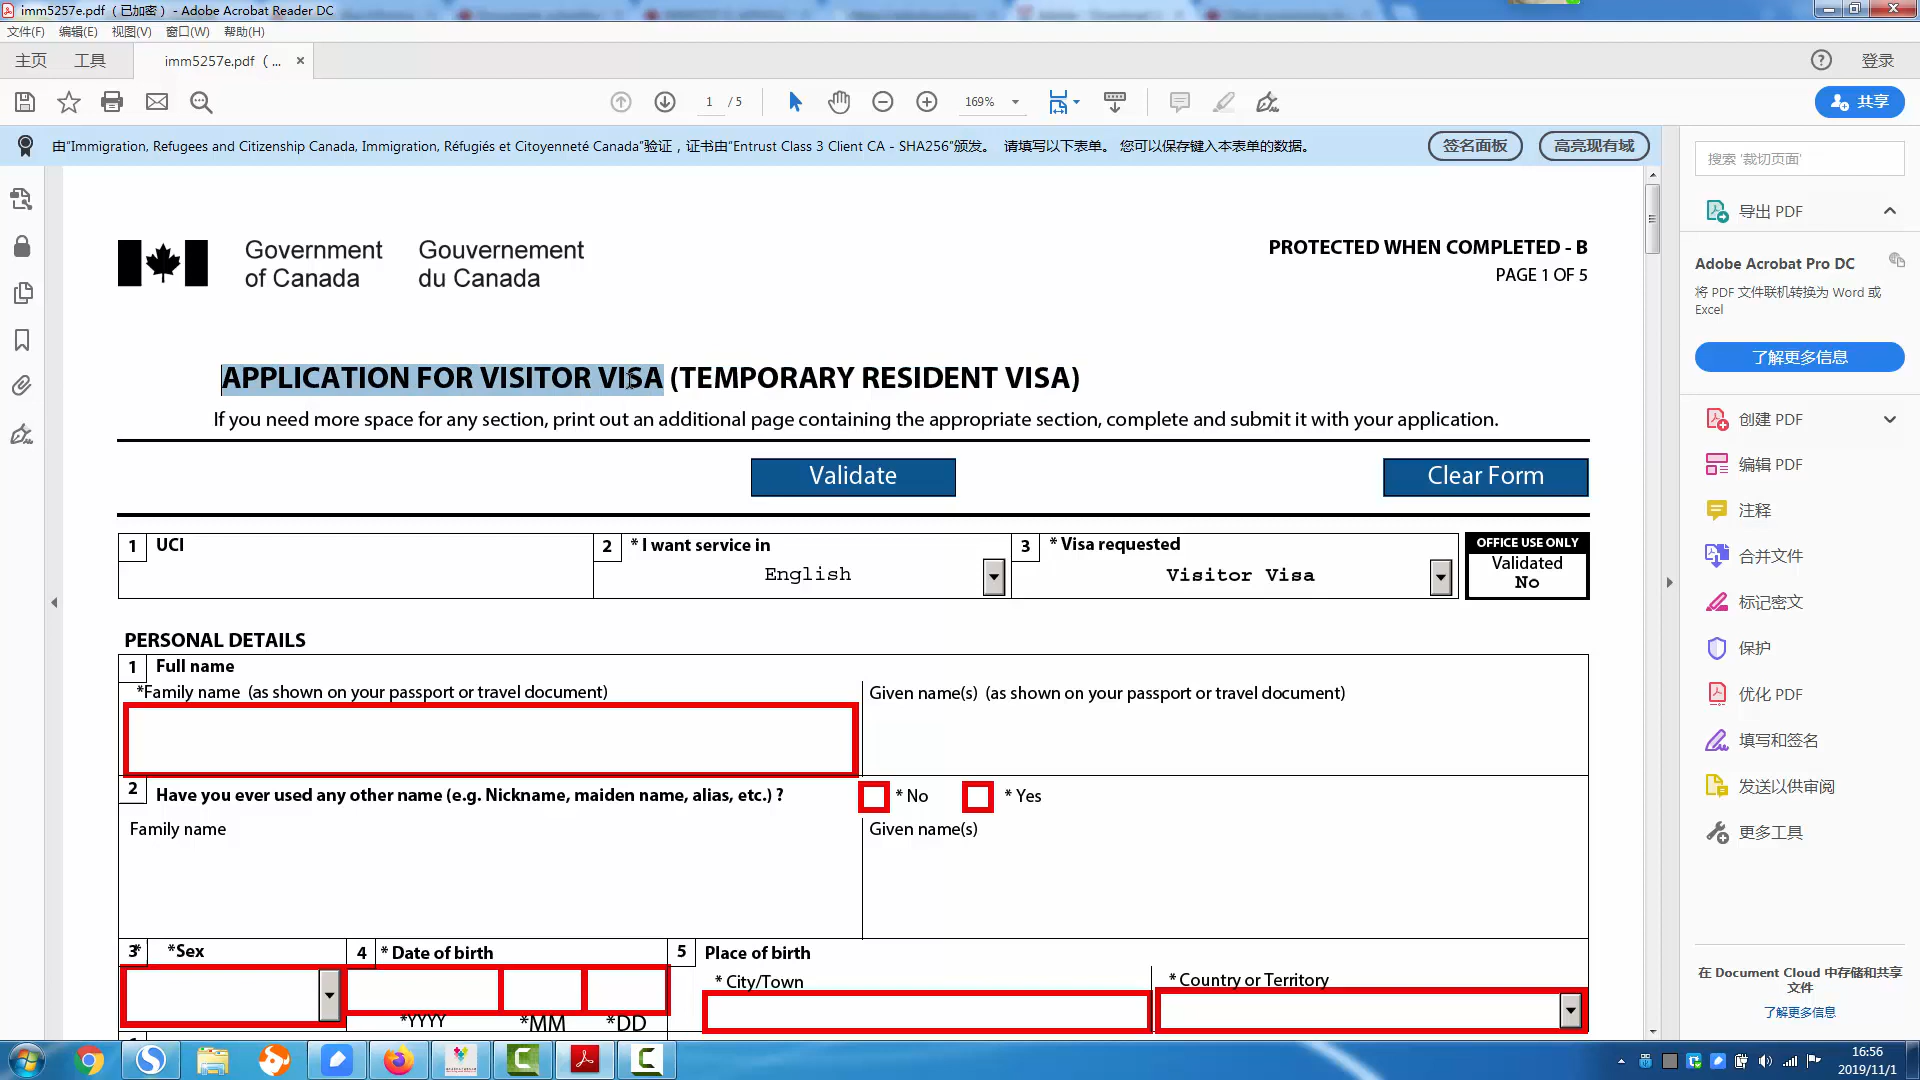 imm5257e.pdf （已加密） - Adobe Acrobat Reader DC
文件(F) 编辑(E) 视图(V) 窗口(W) 帮助(H)
主页 工具 imm5257e.pdf （ ... × 登录
1 / 5 169% 共享
由“Immigration, Refugees and Citizenship Canada, Immigration, Réfugiés et Citoyenneté Canada”验证，证书由“Entrust Class 3 Client CA - SHA256”颁发。 请填写以下表单。 您可以保存键入本表单的数据。 签名面板 高亮现有域
Government of Canada
Gouvernement du Canada
PROTECTED WHEN COMPLETED - B
PAGE 1 OF 5
APPLICATION FOR VISITOR VISA (TEMPORARY RESIDENT VISA)
If you need more space for any section, print out an additional page containing the appropriate section, complete and submit it with your application.
Validate Clear Form
1 UCI
2 * I want service in
English
3 * Visa requested
Visitor Visa
OFFICE USE ONLY
Validated
No
PERSONAL DETAILS
1 Full name
*Family name (as shown on your passport or travel document) Given name(s) (as shown on your passport or travel document)
2 Have you ever used any other name (e.g. Nickname, maiden name, alias, etc.) ? * No * Yes
Family name Given name(s)
3* *Sex
4 * Date of birth
*YYYY *MM *DD
5 Place of birth
* City/Town * Country or Territory
搜索 '裁切页面'
导出 PDF
Adobe Acrobat Pro DC
将 PDF 文件联机转换为 Word 或
Excel
了解更多信息
创建 PDF
编辑 PDF
注释
合并文件
标记密文
保护
优化 PDF
填写和签名
发送以供审阅
更多工具
在 Document Cloud 中存储和共享
文件
了解更多信息
16:56
2019/11/1